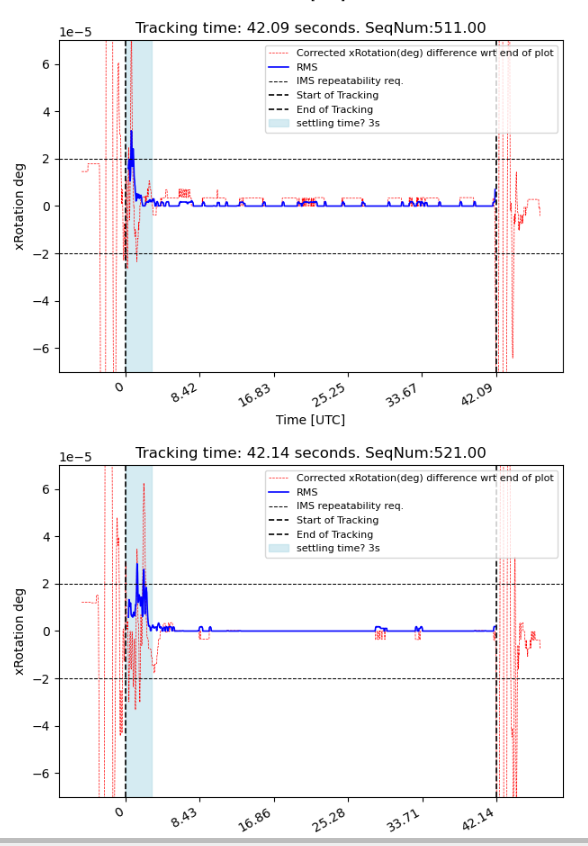 Tracking time: 42.09 seconds. SeqNum:511.00
1e−5
Corrected xRotation(deg) difference wrt end of plot
RMS
IMS repeatability req.
Start of Tracking
End of Tracking
settling time? 3s
6
4
2
0
−2
−4
−6
xRotation deg
0
8.42
16.83
25.25
33.67
42.09
Time [UTC]
Tracking time: 42.14 seconds. SeqNum:521.00
1e−5
Corrected xRotation(deg) difference wrt end of plot
RMS
IMS repeatability req.
Start of Tracking
End of Tracking
settling time? 3s
6
4
2
0
−2
−4
−6
xRotation deg
0
8.43
16.86
25.28
33.71
42.14